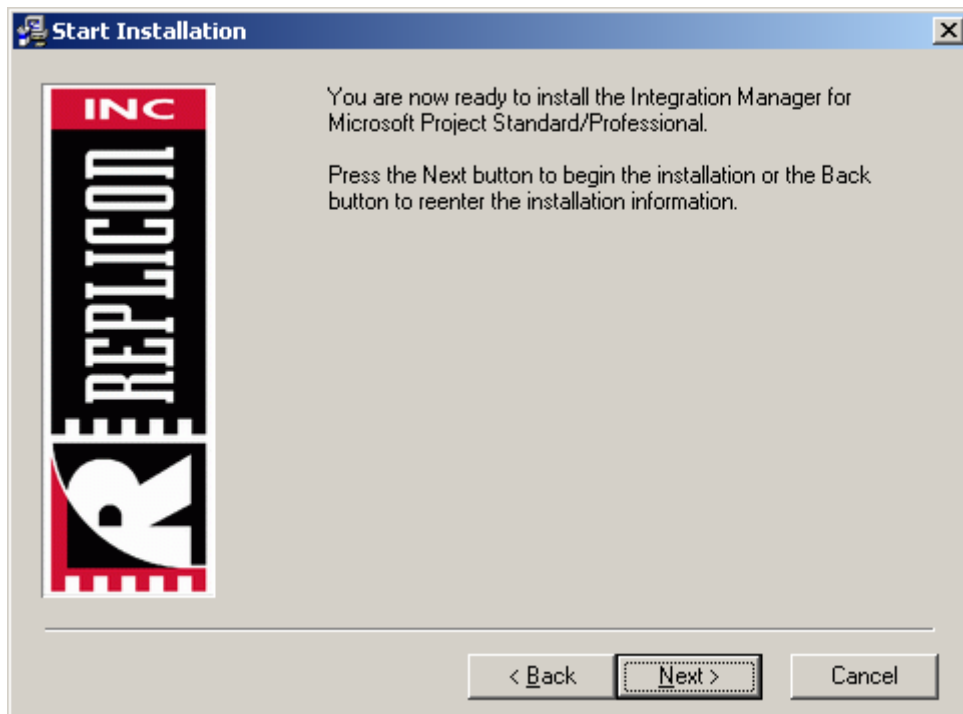 Start Installation
INC
REPLICON
R
You are now ready to install the Integration Manager for
Microsoft Project Standard/Professional.
Press the Next button to begin the installation or the Back
button to reenter the installation information.
< Back
Next >
Cancel